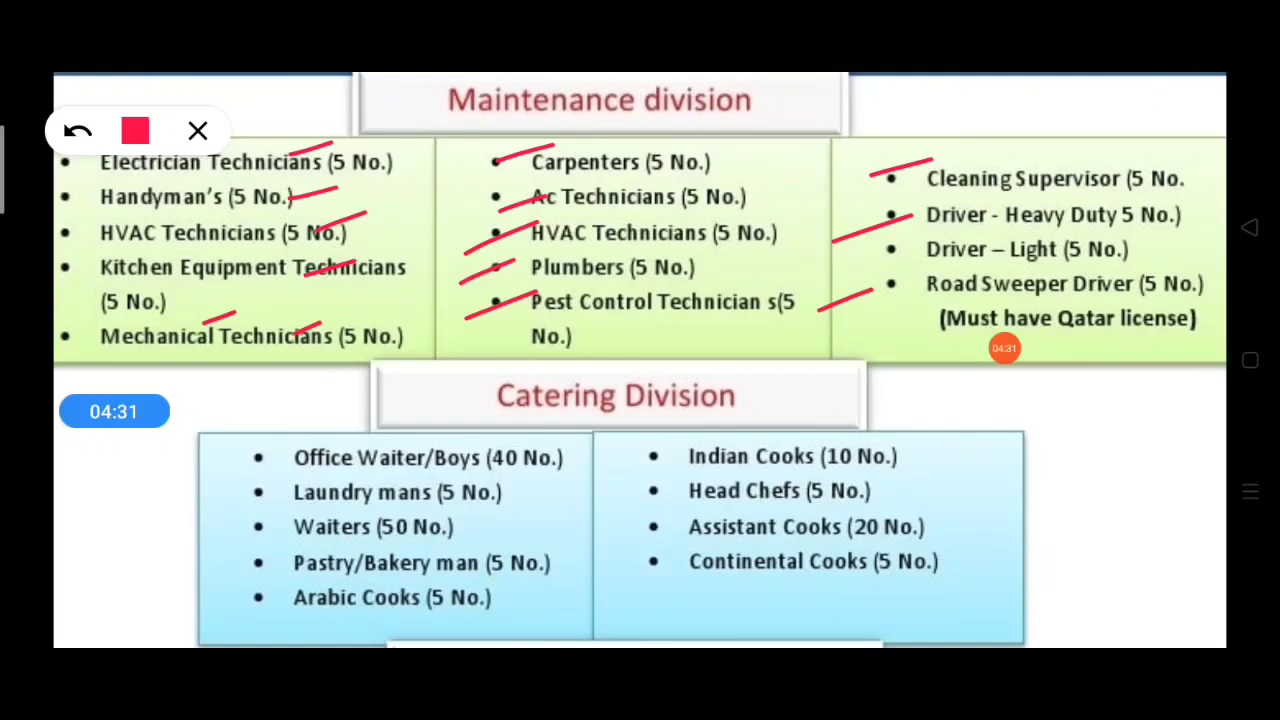 Maintenance division
Electrician Technicians (5 No.)
Handyman's (5 No.)
HVAC Technicians (5 No.)
Kitchen Equipment Technicians
(5 No.)
Mechanical Technicians (5 No.)
Carpenters (5 No.)
Ac Technicians (5 No.)
HVAC Technicians (5 No.)
Plumbers (5 No.)
Pest Control Technician s(5
No.)
Cleaning Supervisor (5 No.
Driver - Heavy Duty 5 No.)
Driver – Light (5 No.)
Road Sweeper Driver (5 No.)
(Must have Qatar license)
04:31
04:31
Catering Division
Office Waiter/Boys (40 No.)
Laundry mans (5 No.)
Waiters (50 No.)
Pastry/Bakery man (5 No.)
Arabic Cooks (5 No.)
Indian Cooks (10 No.)
Head Chefs (5 No.)
Assistant Cooks (20 No.)
Continental Cooks (5 No.)